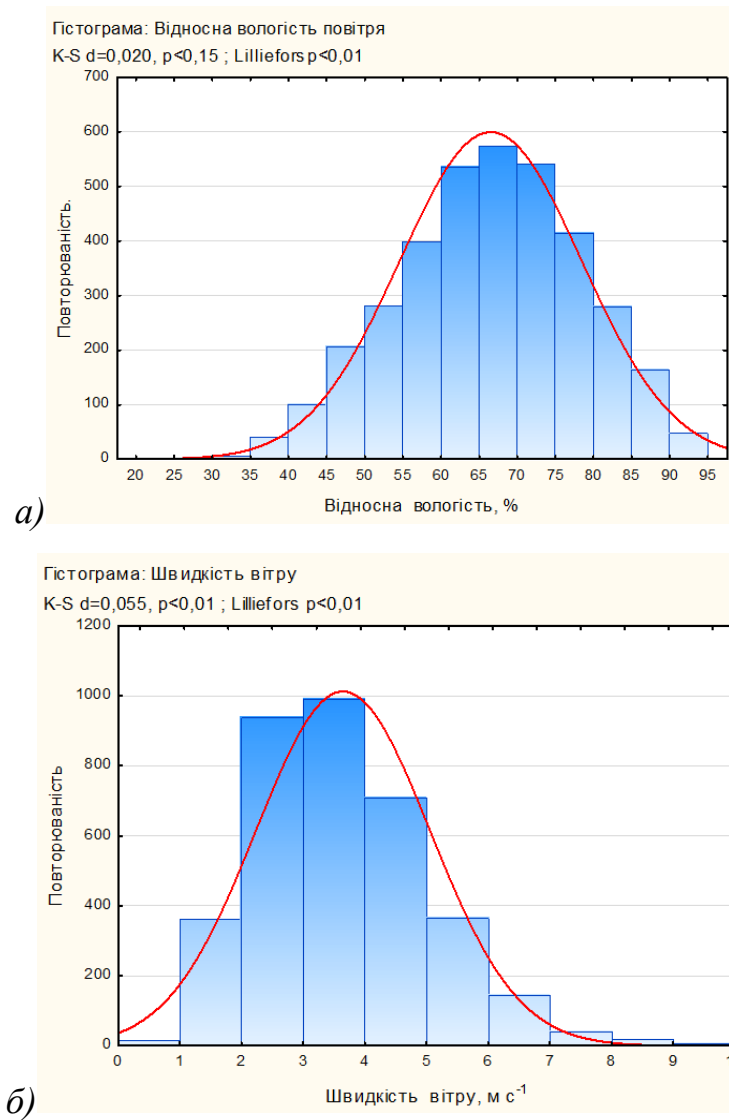 Гістограма: Відносна вологість повітря
K-S d=0,020, p<0,15 ; Lilliefors p<0,01
700
600
500
400
300
200
100
0
Повторюваність.
20 25 30 35 40 45 50 55 60 65 70 75 80 85 90 95
Відносна вологість, %
а)
Гістограма: Швидкість вітру
K-S d=0,055, p<0,01 ; Lilliefors p<0,01
1200
1000
800
600
400
200
0
Повторюваність
0 1 2 3 4 5 6 7 8 9 1
Швидкість вітру, м с⁻¹
б)